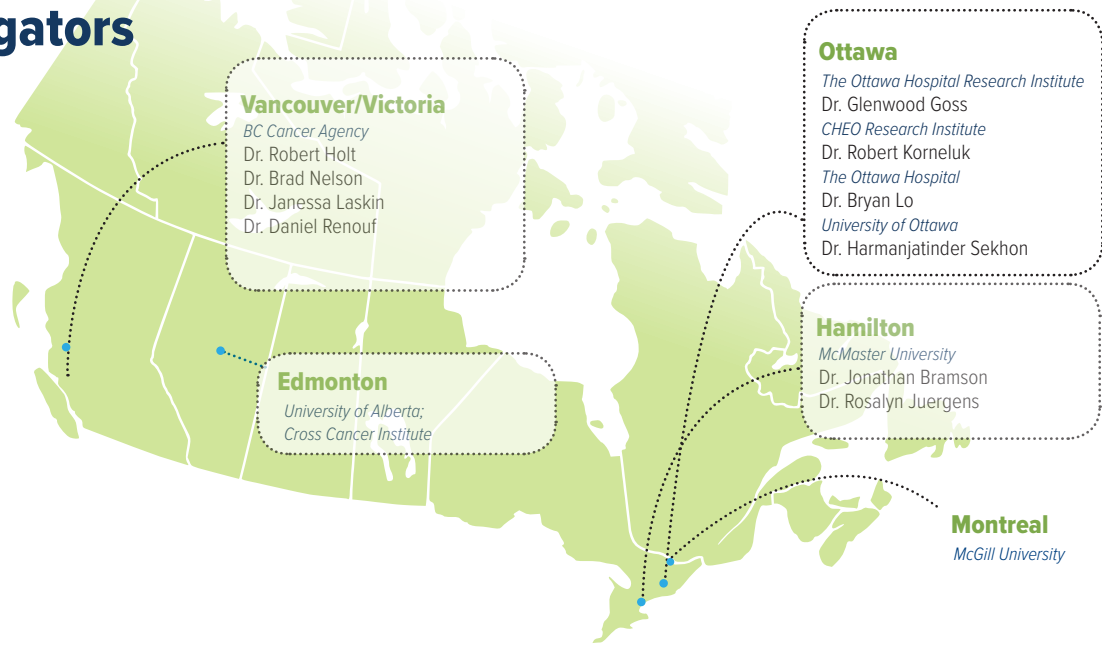 gators
Vancouver/Victoria
BC Cancer Agency
Dr. Robert Holt
Dr. Brad Nelson
Dr. Janessa Laskin
Dr. Daniel Renouf
Edmonton
University of Alberta;
Cross Cancer Institute
Ottawa
The Ottawa Hospital Research Institute
Dr. Glenwood Goss
CHEO Research Institute
Dr. Robert Korneluk
The Ottawa Hospital
Dr. Bryan Lo
University of Ottawa
Dr. Harmanjatinder Sekhon
Hamilton
McMaster University
Dr. Jonathan Bramson
Dr. Rosalyn Juergens
Montreal
McGill University